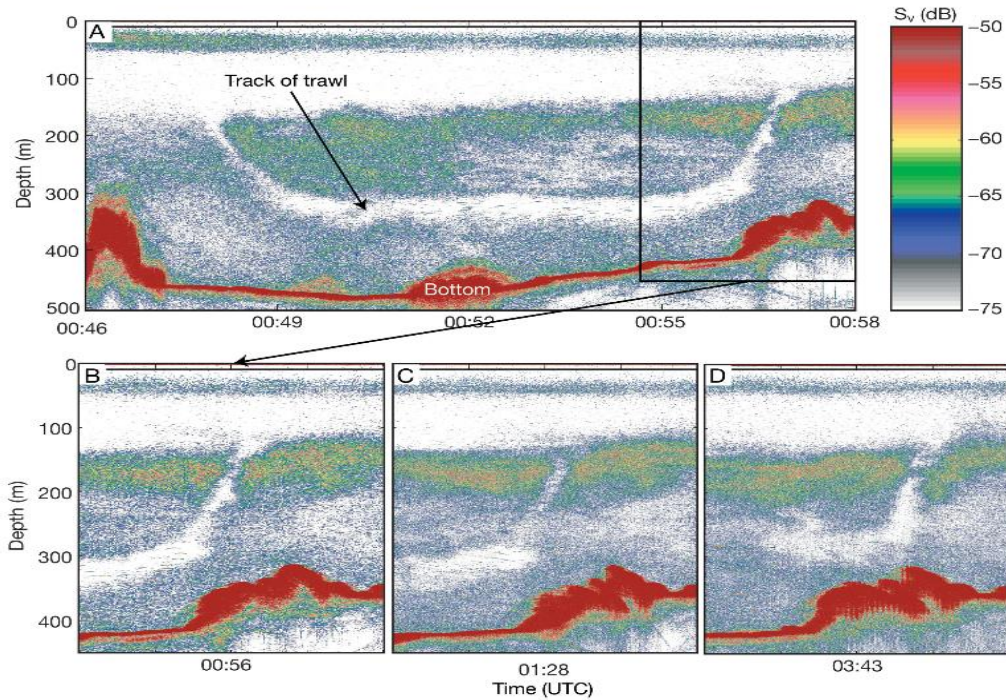 A
Track of trawl
Bottom
Depth (m)
0
100
200
300
400
500
00:46
00:49
00:52
00:55
00:58
Sᵥ (dB)
−50
−55
−60
−65
−70
−75
B
C
D
Depth (m)
0
100
200
300
400
00:56
01:28
03:43
Time (UTC)